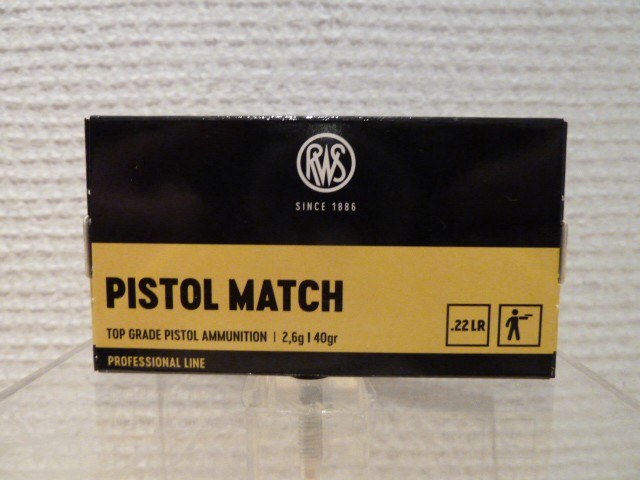 RWS
SINCE 1886
PISTOL MATCH
TOP GRADE PISTOL AMMUNITION | 2,6g | 40gr
.22 LR
PROFESSIONAL LINE